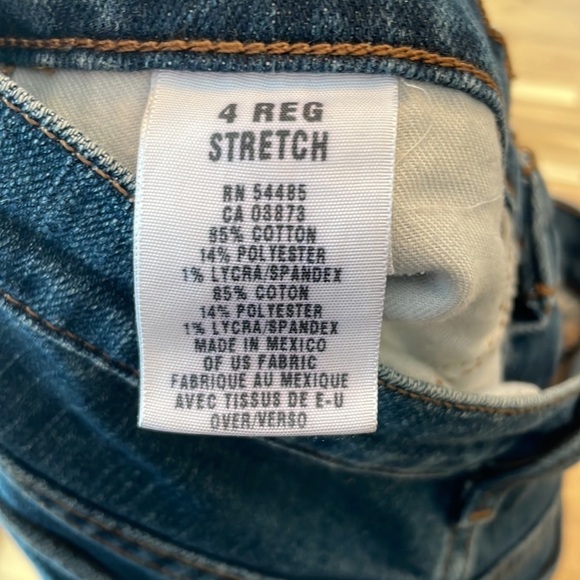 4 REG
STRETCH
RN 54485
CA 03873
85% COTTON
14% POLYESTER
1% LYCRA/SPANDEX
85% COTON
14% POLYESTER
1% LYCRA/SPANDEX
MADE IN MEXICO
OF US FABRIC
FABRIQUE AU MEXIQUE
AVEC TISSUS DE E-U
OVER/VERSO